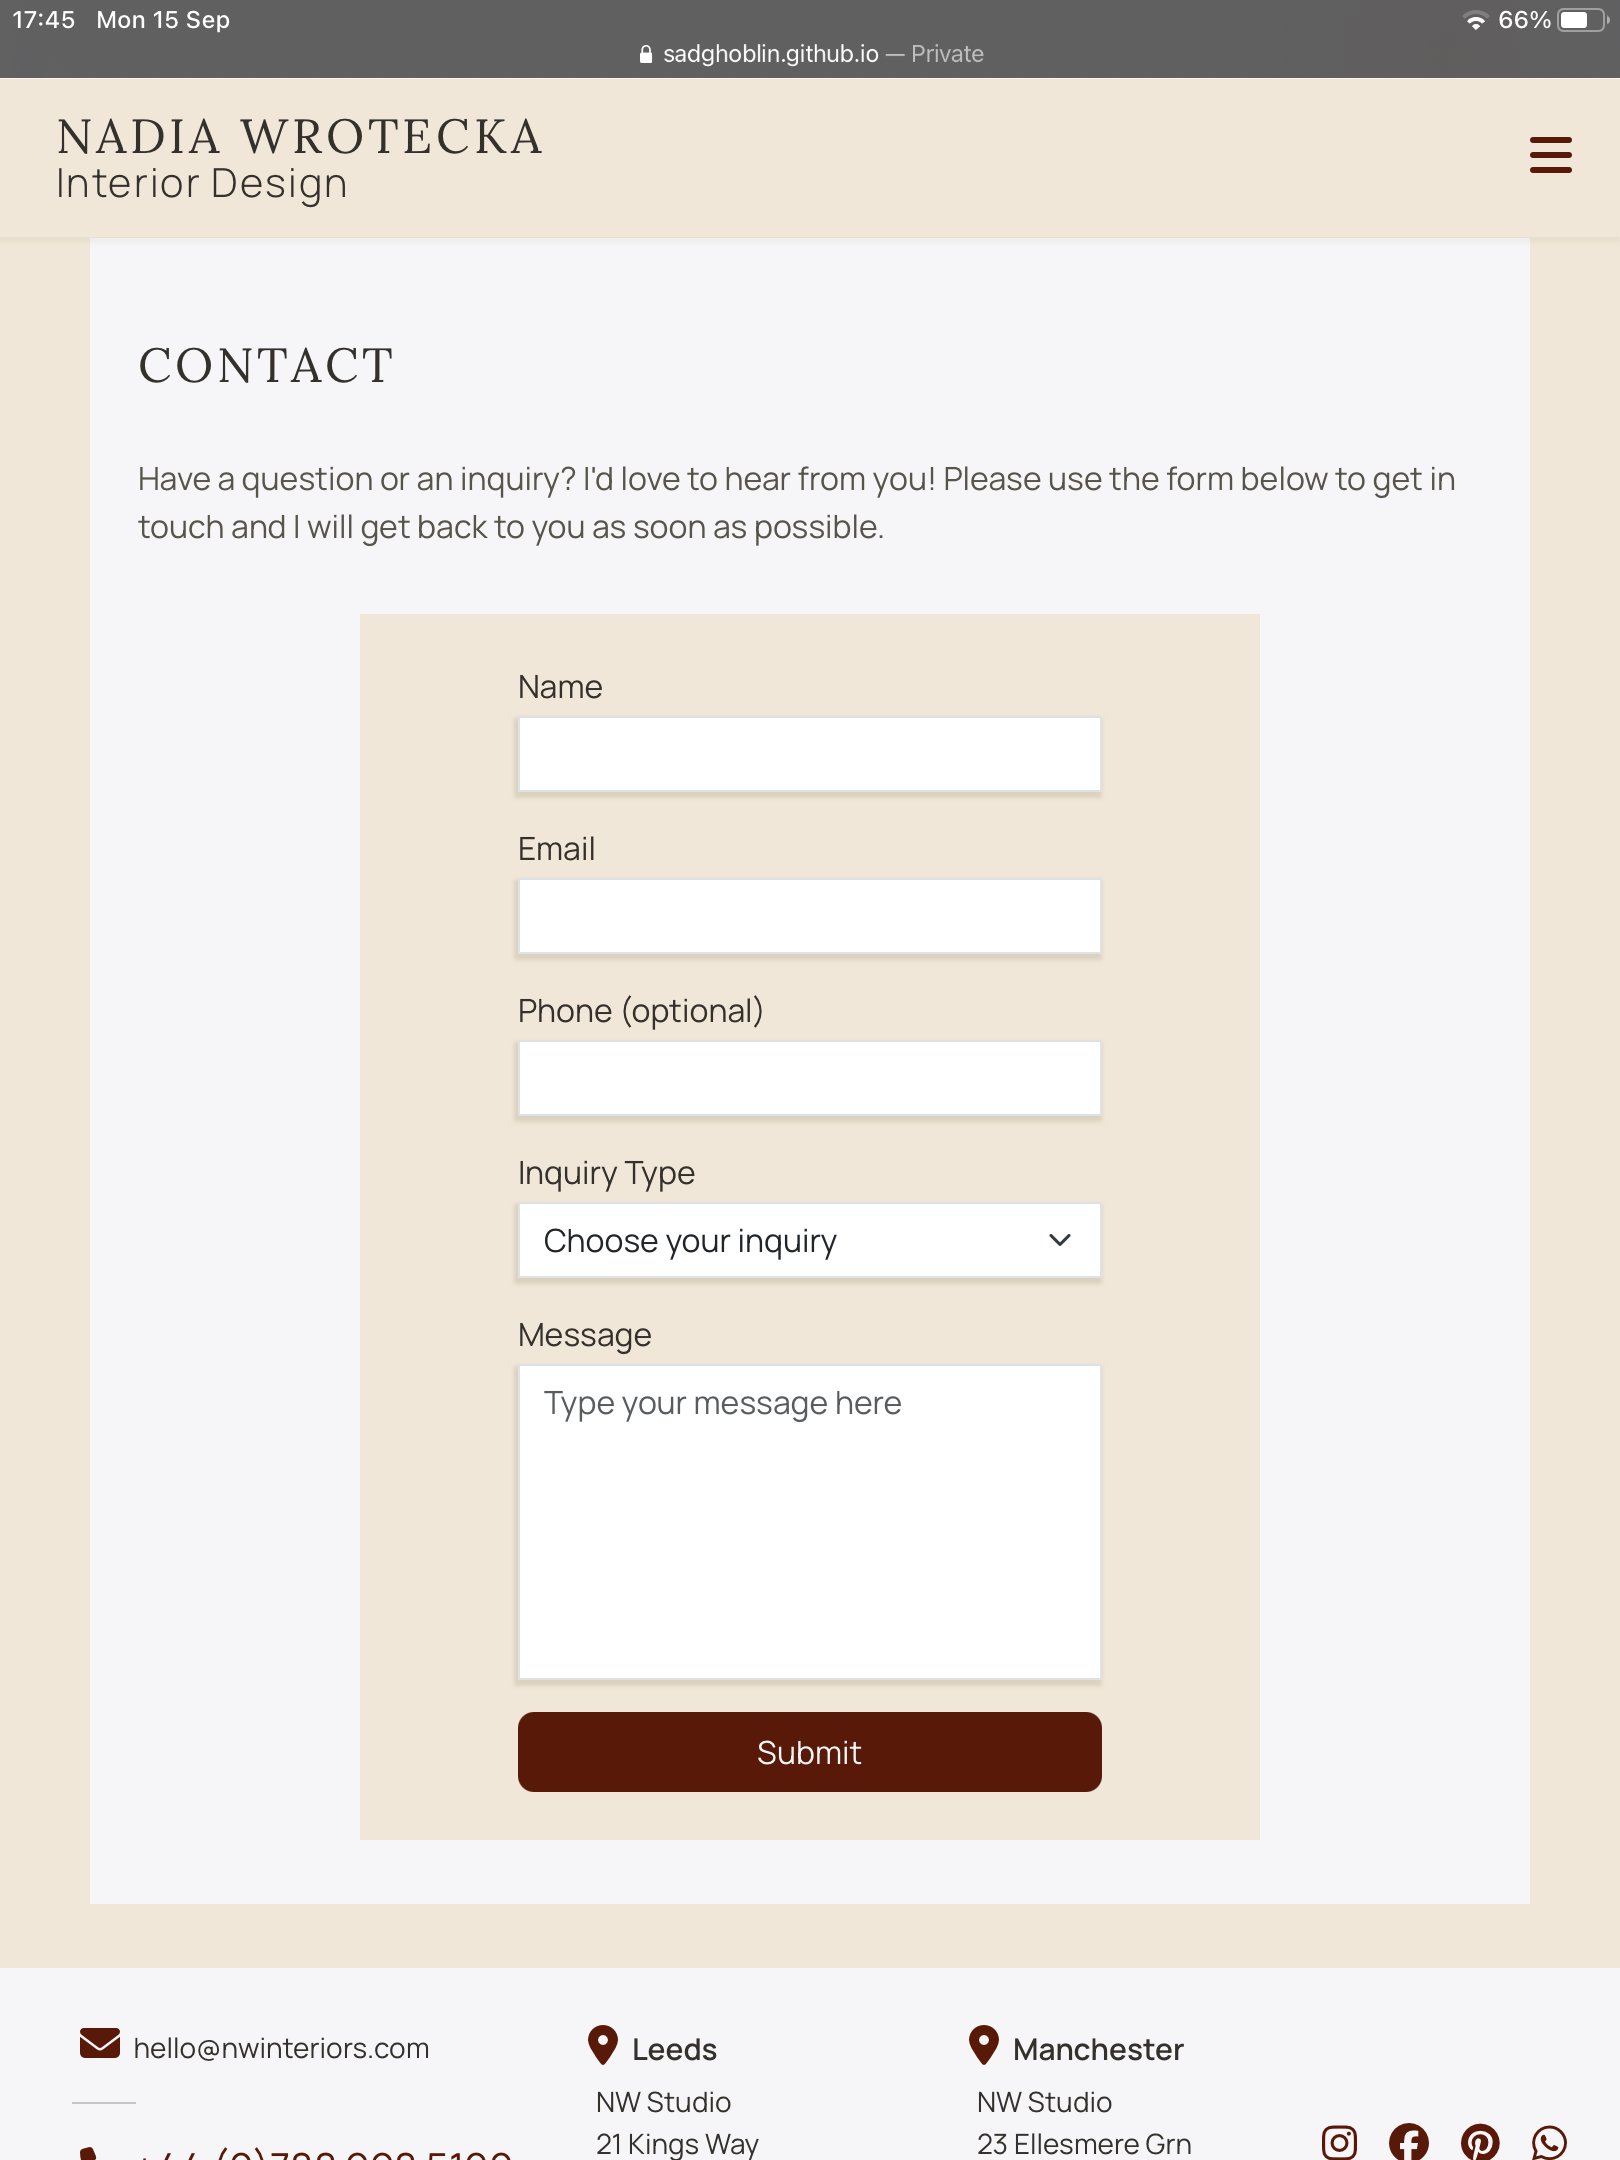 17:45 Mon 15 Sep
66%
sadghoblin.github.io — Private
NADIA WROTECKA
Interior Design
CONTACT
Have a question or an inquiry? I'd love to hear from you! Please use the form below to get in
touch and I will get back to you as soon as possible.
Name
Email
Phone (optional)
Inquiry Type
Choose your inquiry
Message
Type your message here
Submit
hello@nwinteriors.com
Leeds
NW Studio
21 Kings Way
Manchester
NW Studio
23 Ellesmere Grn